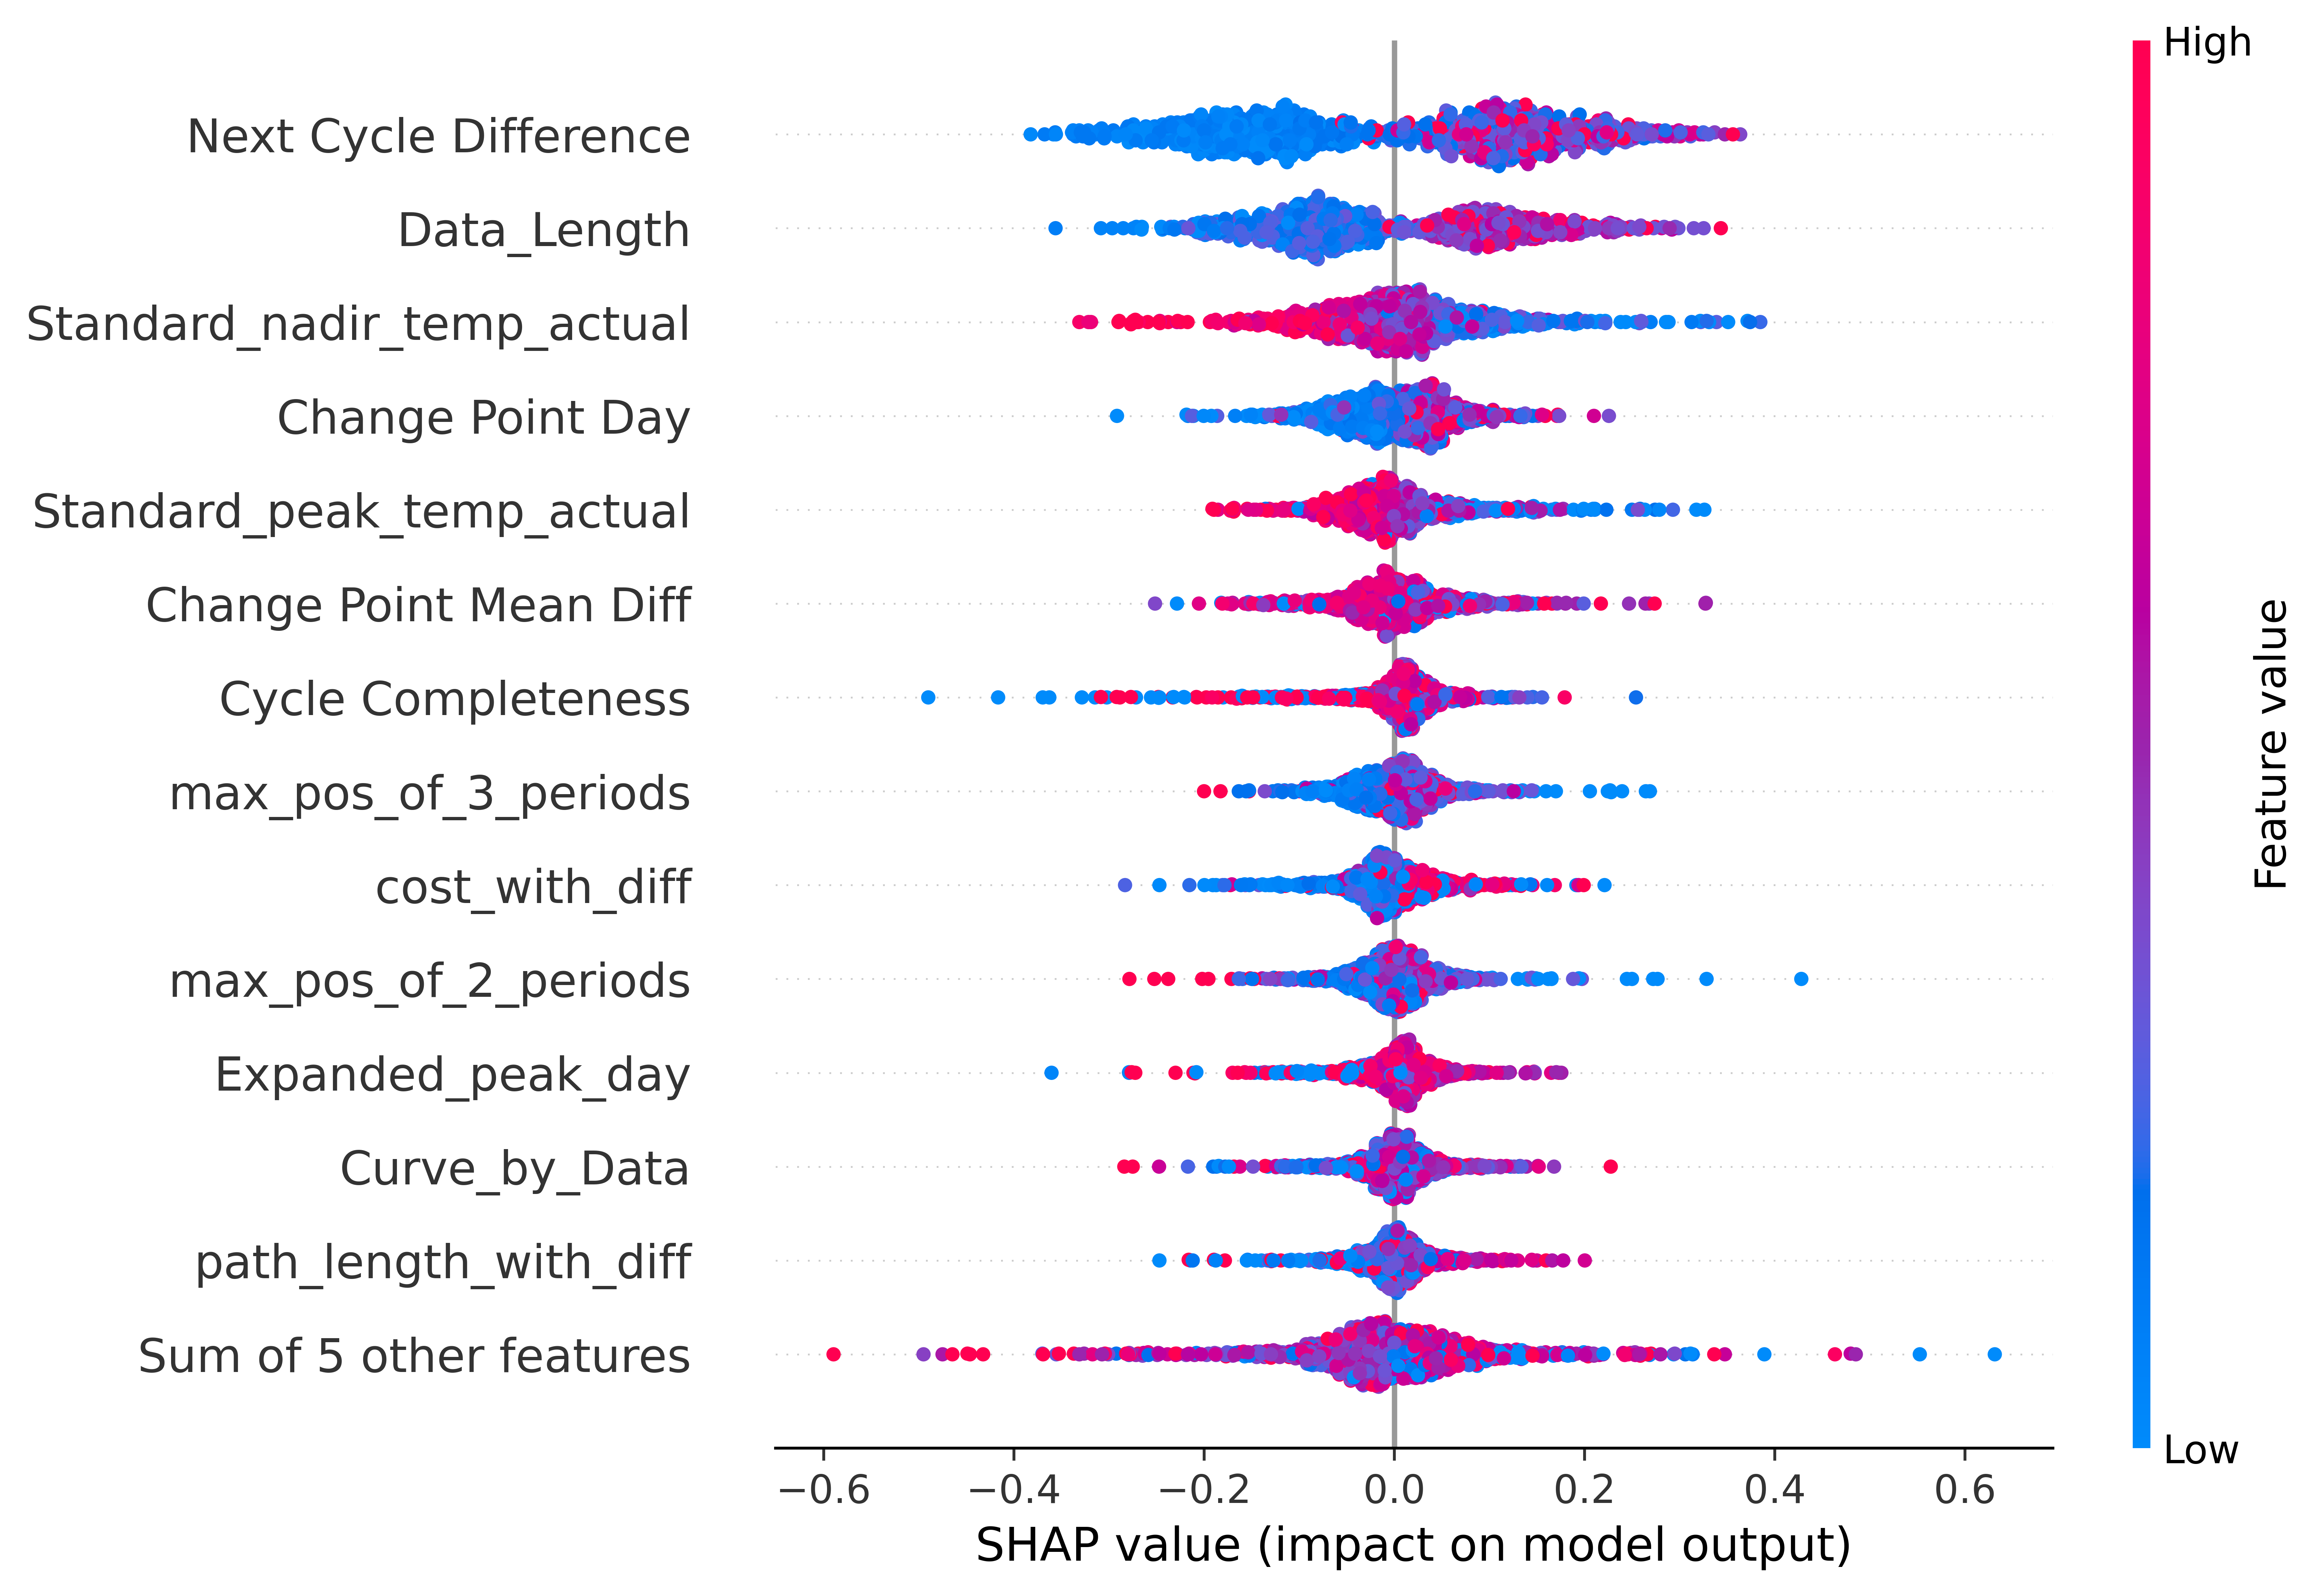 High
Next Cycle Difference
Data_Length
Standard_nadir_temp_actual
Change Point Day
Standard_peak_temp_actual
Change Point Mean Diff
Cycle Completeness
max_pos_of_3_periods
cost_with_diff
max_pos_of_2_periods
Expanded_peak_day
Curve_by_Data
path_length_with_diff
Sum of 5 other features
Feature value
Low
−0.6 −0.4 −0.2 0.0 0.2 0.4 0.6
SHAP value (impact on model output)